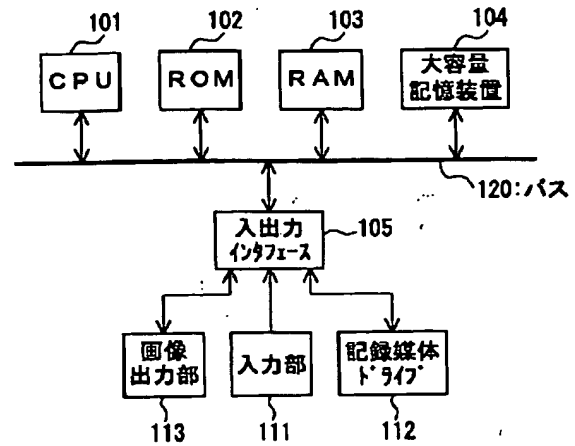 101
102
103
104
ＣＰＵ
ＲＯＭ
ＲＡＭ
大容量
記憶装置
120:バス
入出力
ｲﾝﾀﾌｪｰｽ
105
画像
出力部
入力部
記録媒体
ﾄﾞﾗｲﾌﾞ
113
111
112